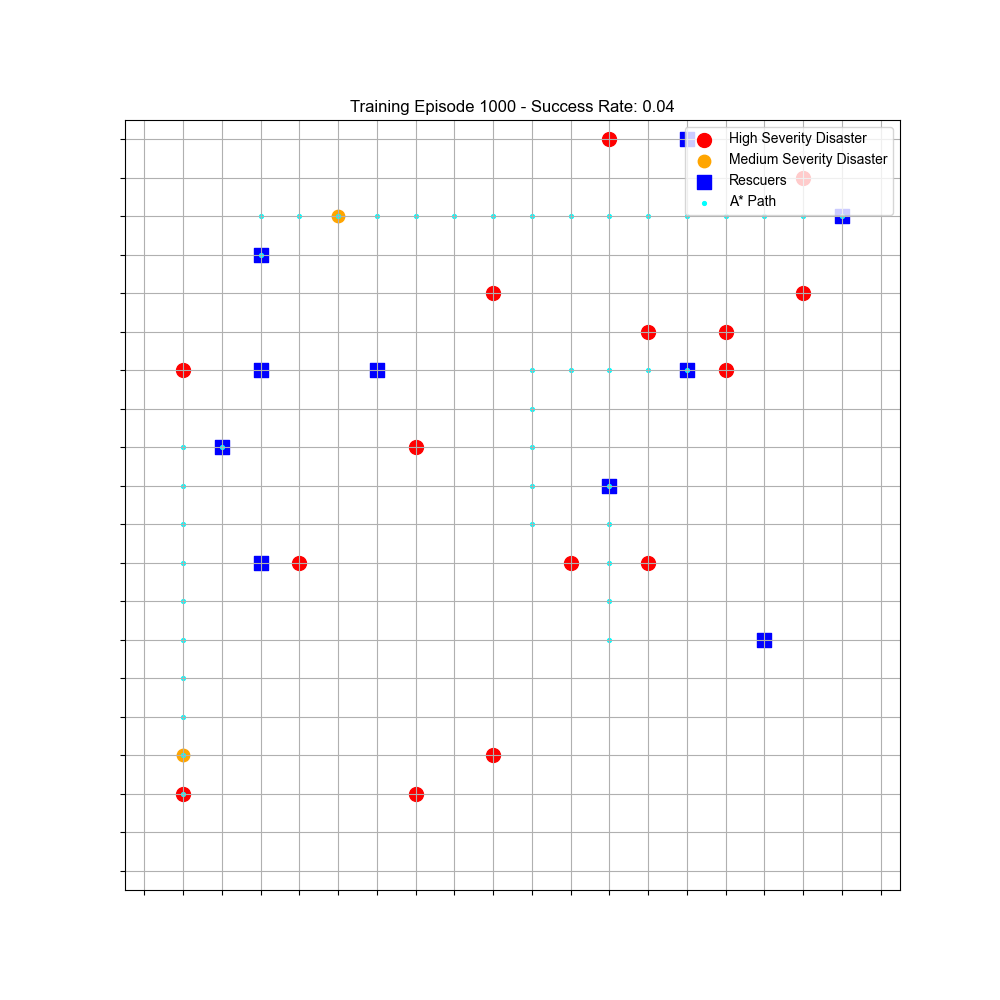 Training Episode 1000 - Success Rate: 0.04
High Severity Disaster
Medium Severity Disaster
Rescuers
A* Path